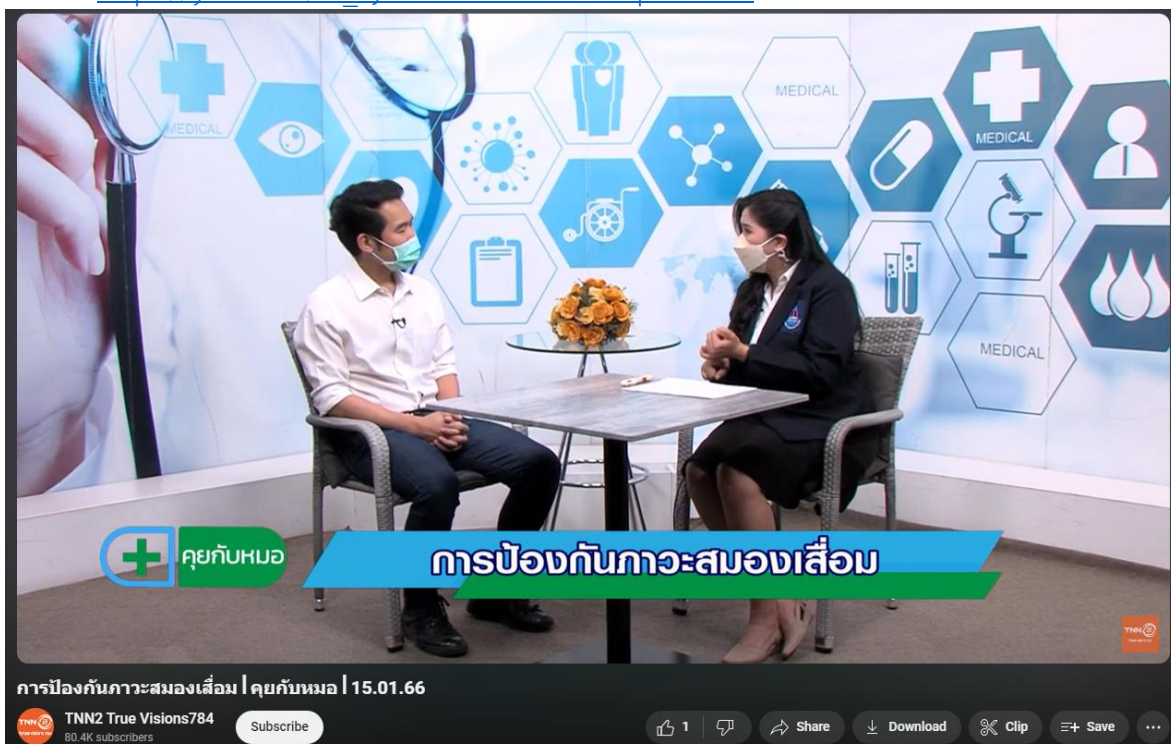 MEDICAL
MEDICAL
MEDICAL
MEDICAL
คุยกับหมอ
การป้องกันภาวะสมองเสื่อม
TNN2
การป้องกันภาวะสมองเสื่อม | คุยกับหมอ | 15.01.66
TNN2 True Visions784
80.4K subscribers
Subscribe
1
Share
Download
Clip
Save